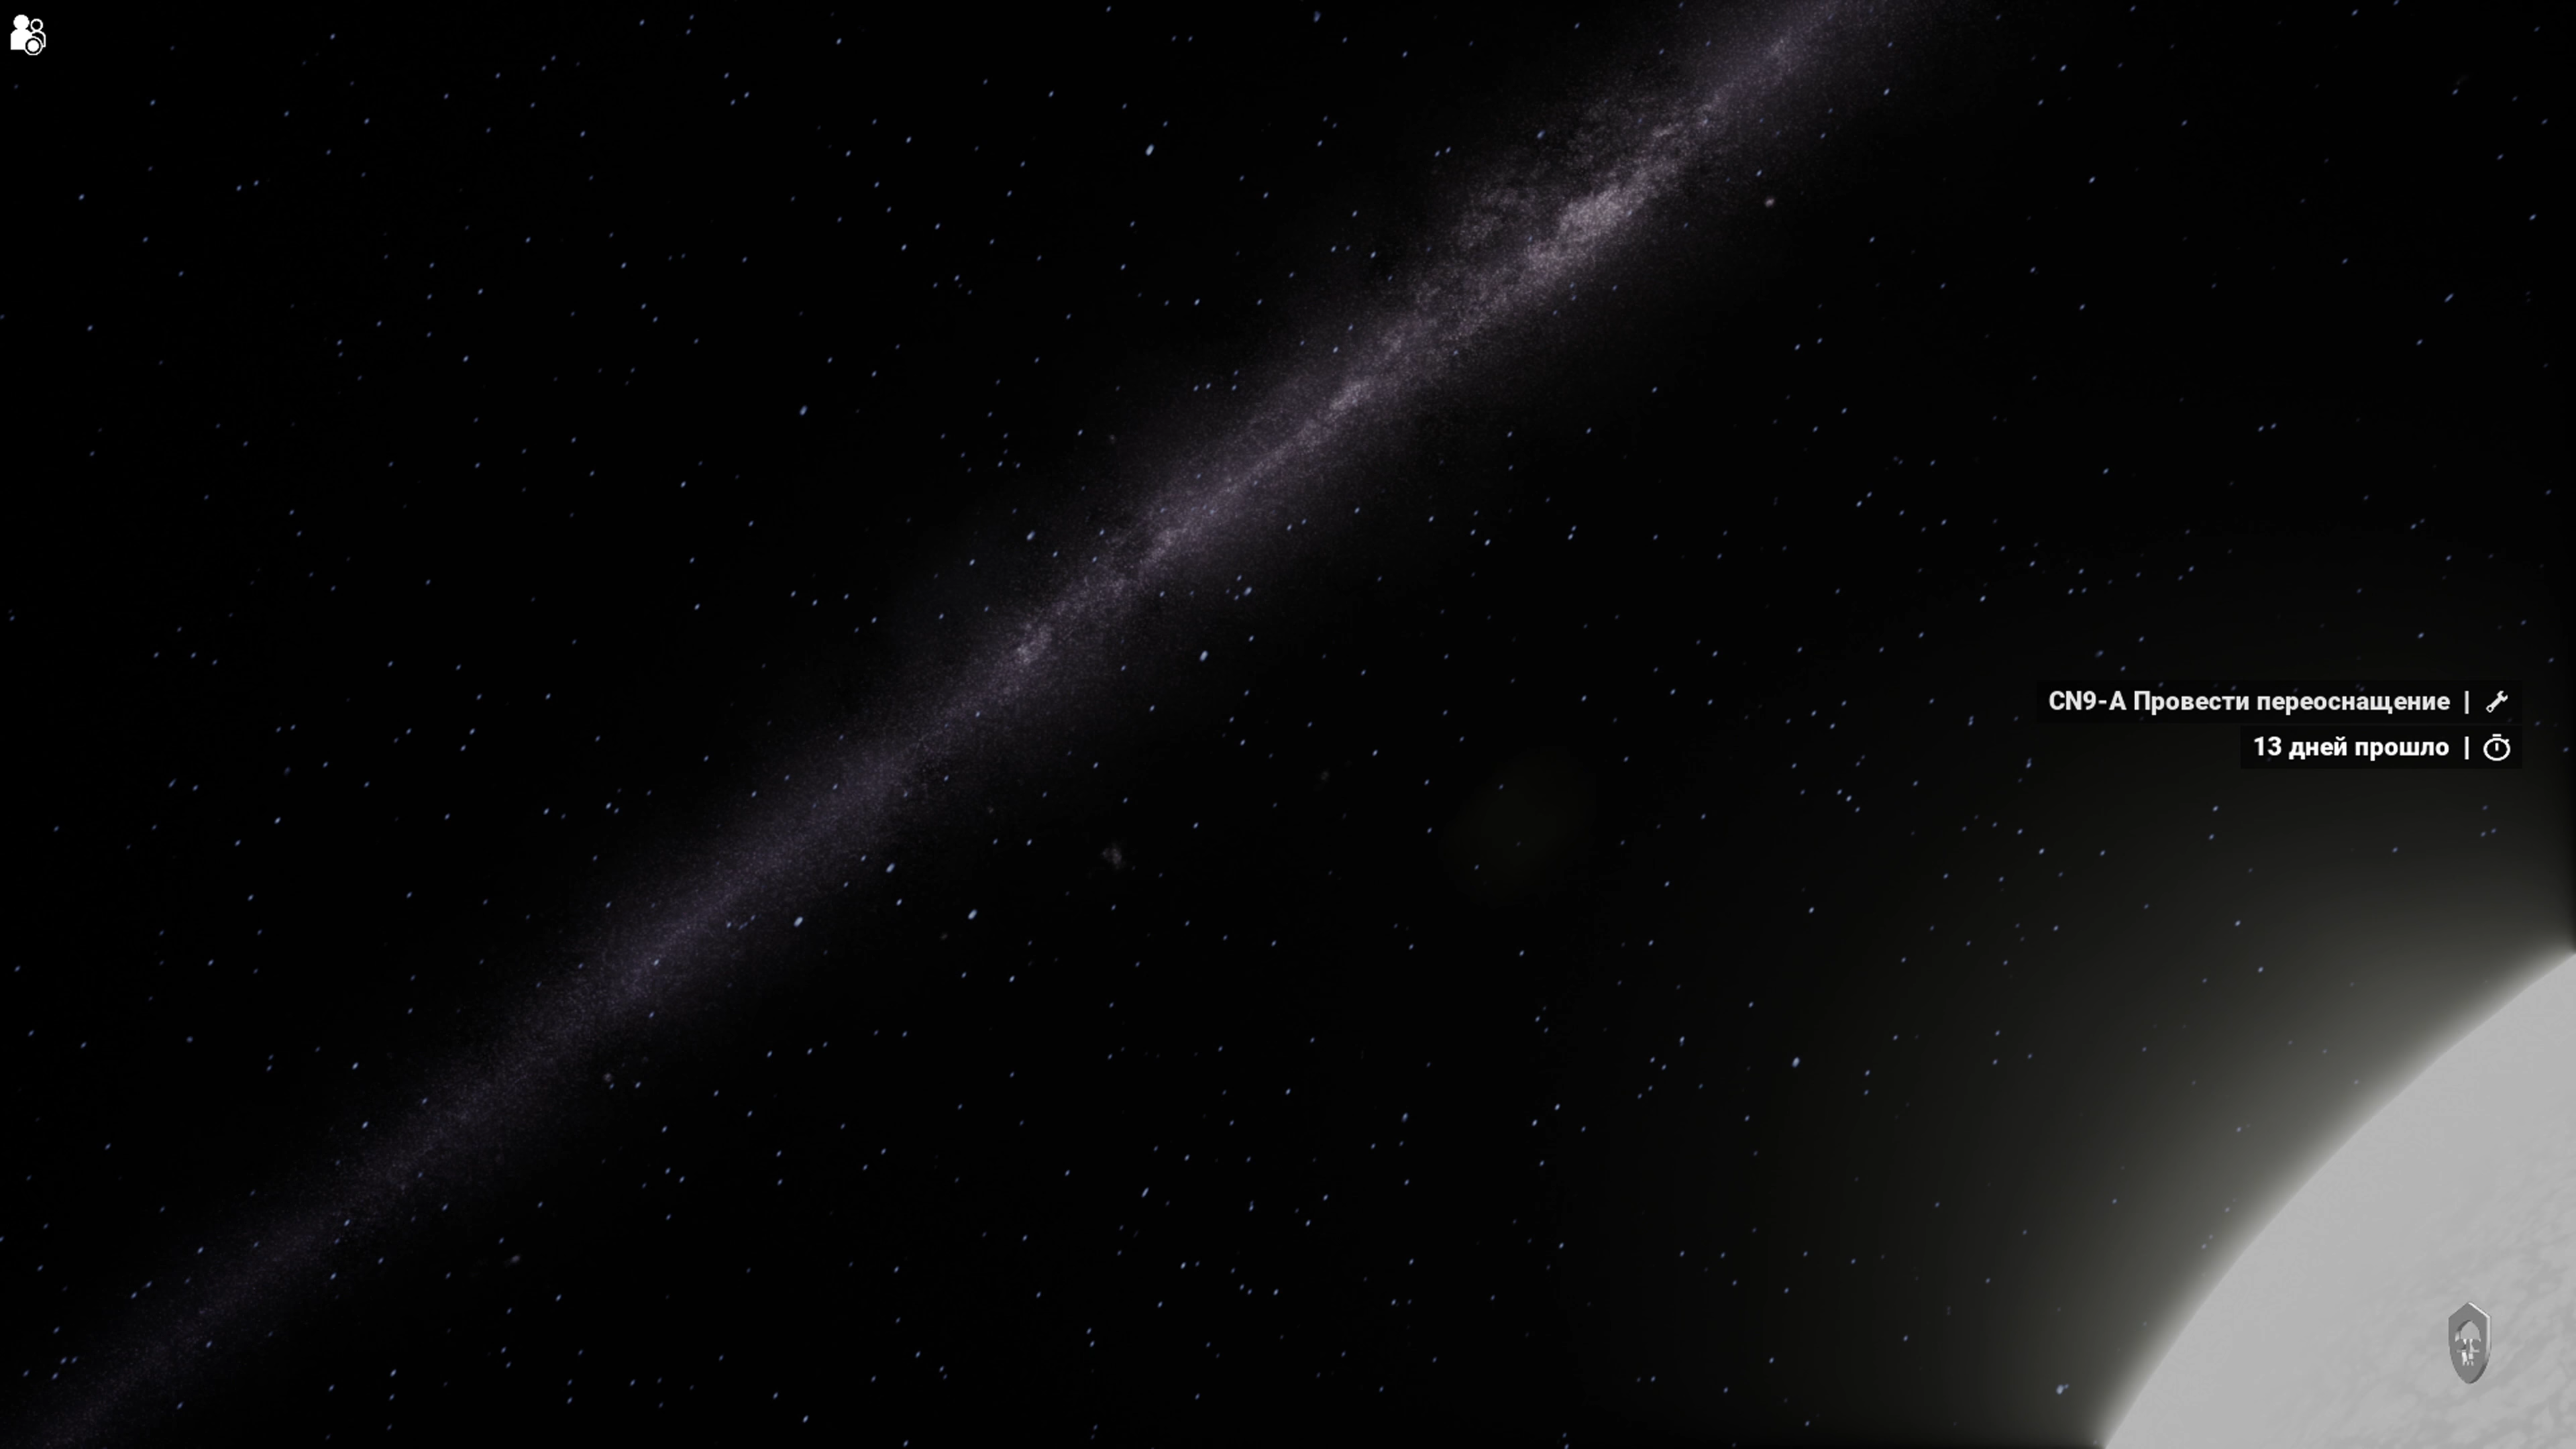 CN9-A Провести переоснащение |
13 дней прошло |